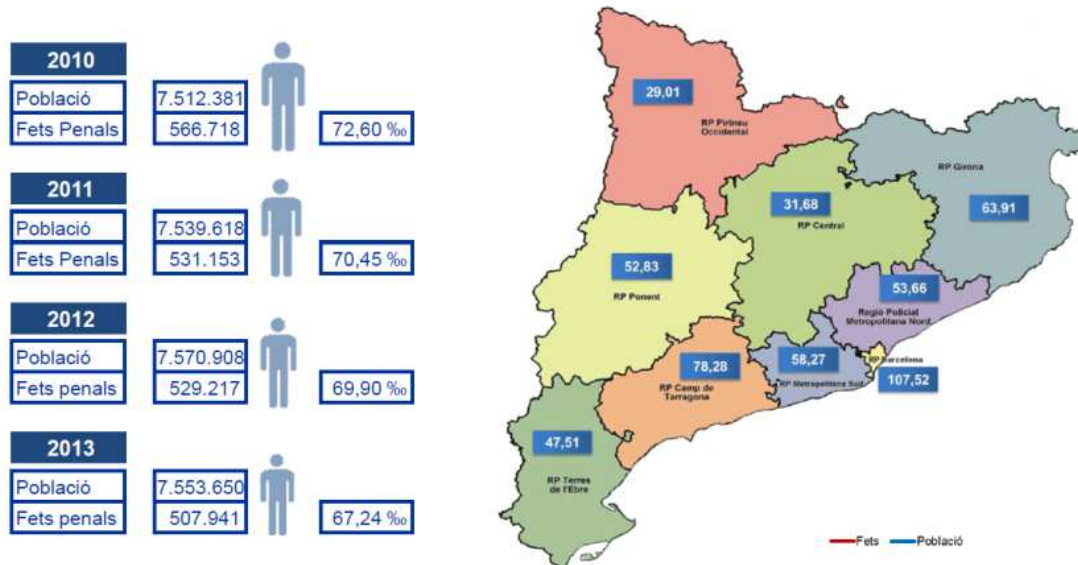 2010
Població 7.512.381
Fets Penals 566.718 72,60 ‰
2011
Població 7.539.618
Fets Penals 531.153 70,45 ‰
2012
Població 7.570.908
Fets penals 529.217 69,90 ‰
2013
Població 7.553.650
Fets penals 507.941 67,24 ‰
29,01
RP Pirineu
Occidental
RP Girona
63,91
31,68
RP Central
52,83
RP Ponent
53,66
Regio Policial
Metropolitana Nord.
58,27
RP Metropolitana Sud
RP Barcelona
107,52
78,28
RP Camp de
Tarragona
47,51
RP Terres
de l'Ebre
Fets Població